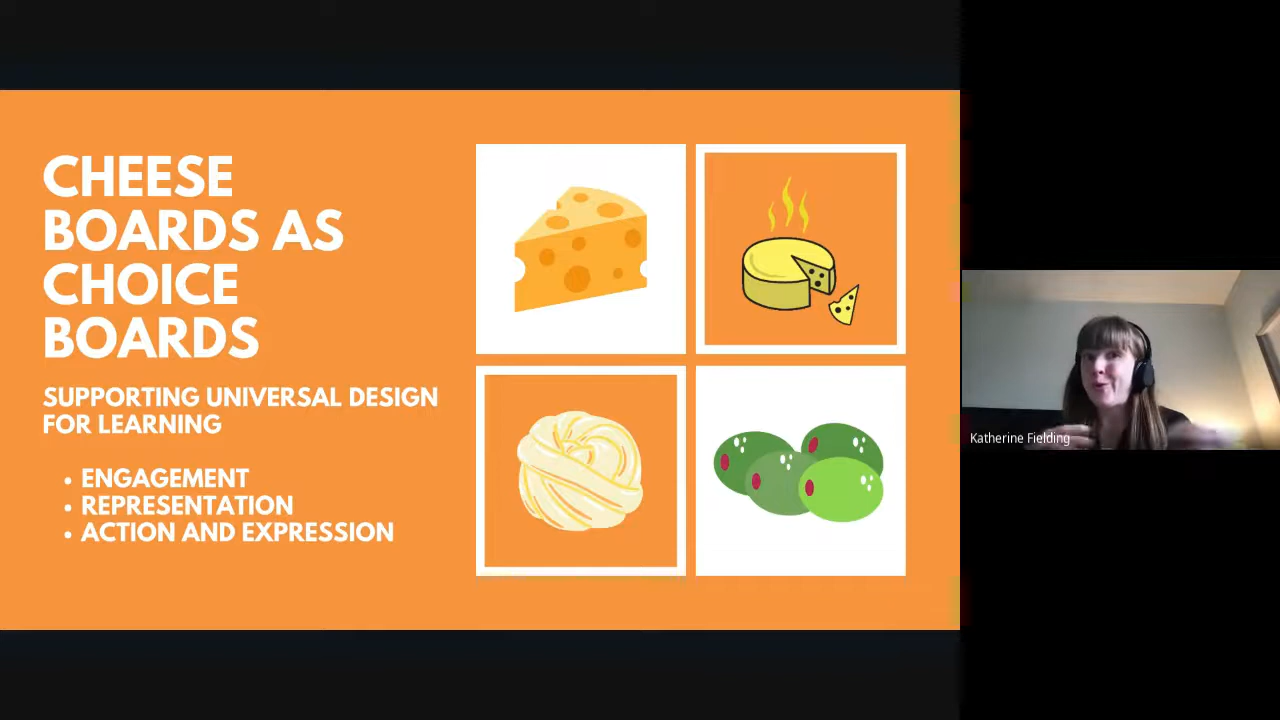 CHEESE
BOARDS AS
CHOICE
BOARDS
SUPPORTING UNIVERSAL DESIGN
FOR LEARNING
• ENGAGEMENT
• REPRESENTATION
• ACTION AND EXPRESSION
Katherine Fielding